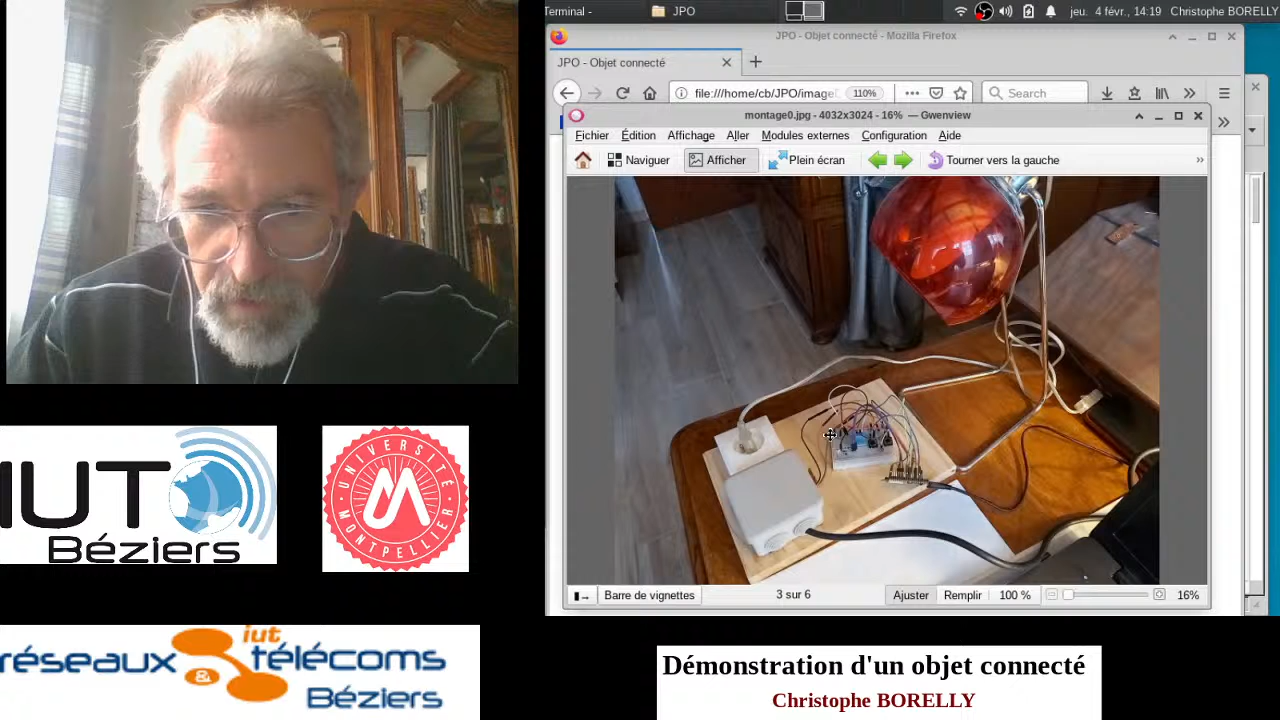 Terminal -
JPO
jeu. 4 févr., 14:19
Christophe BORELLY
JPO - Objet connecté - Mozilla Firefox
JPO - Objet connecté
file:///home/cb/JPO/image
110%
Search
montage0.jpg - 4032x3024 - 16% — Gwenview
Fichier
Édition
Affichage
Aller
Modules externes
Configuration
Aide
Naviguer
Afficher
Plein écran
Tourner vers la gauche
Barre de vignettes
3 sur 6
Ajuster
Remplir
100 %
16%
IUT
Béziers
UNIVERSITÉ
MONTPELLIER
iut
réseaux & télécoms
Béziers
Démonstration d'un objet connecté
Christophe BORELLY